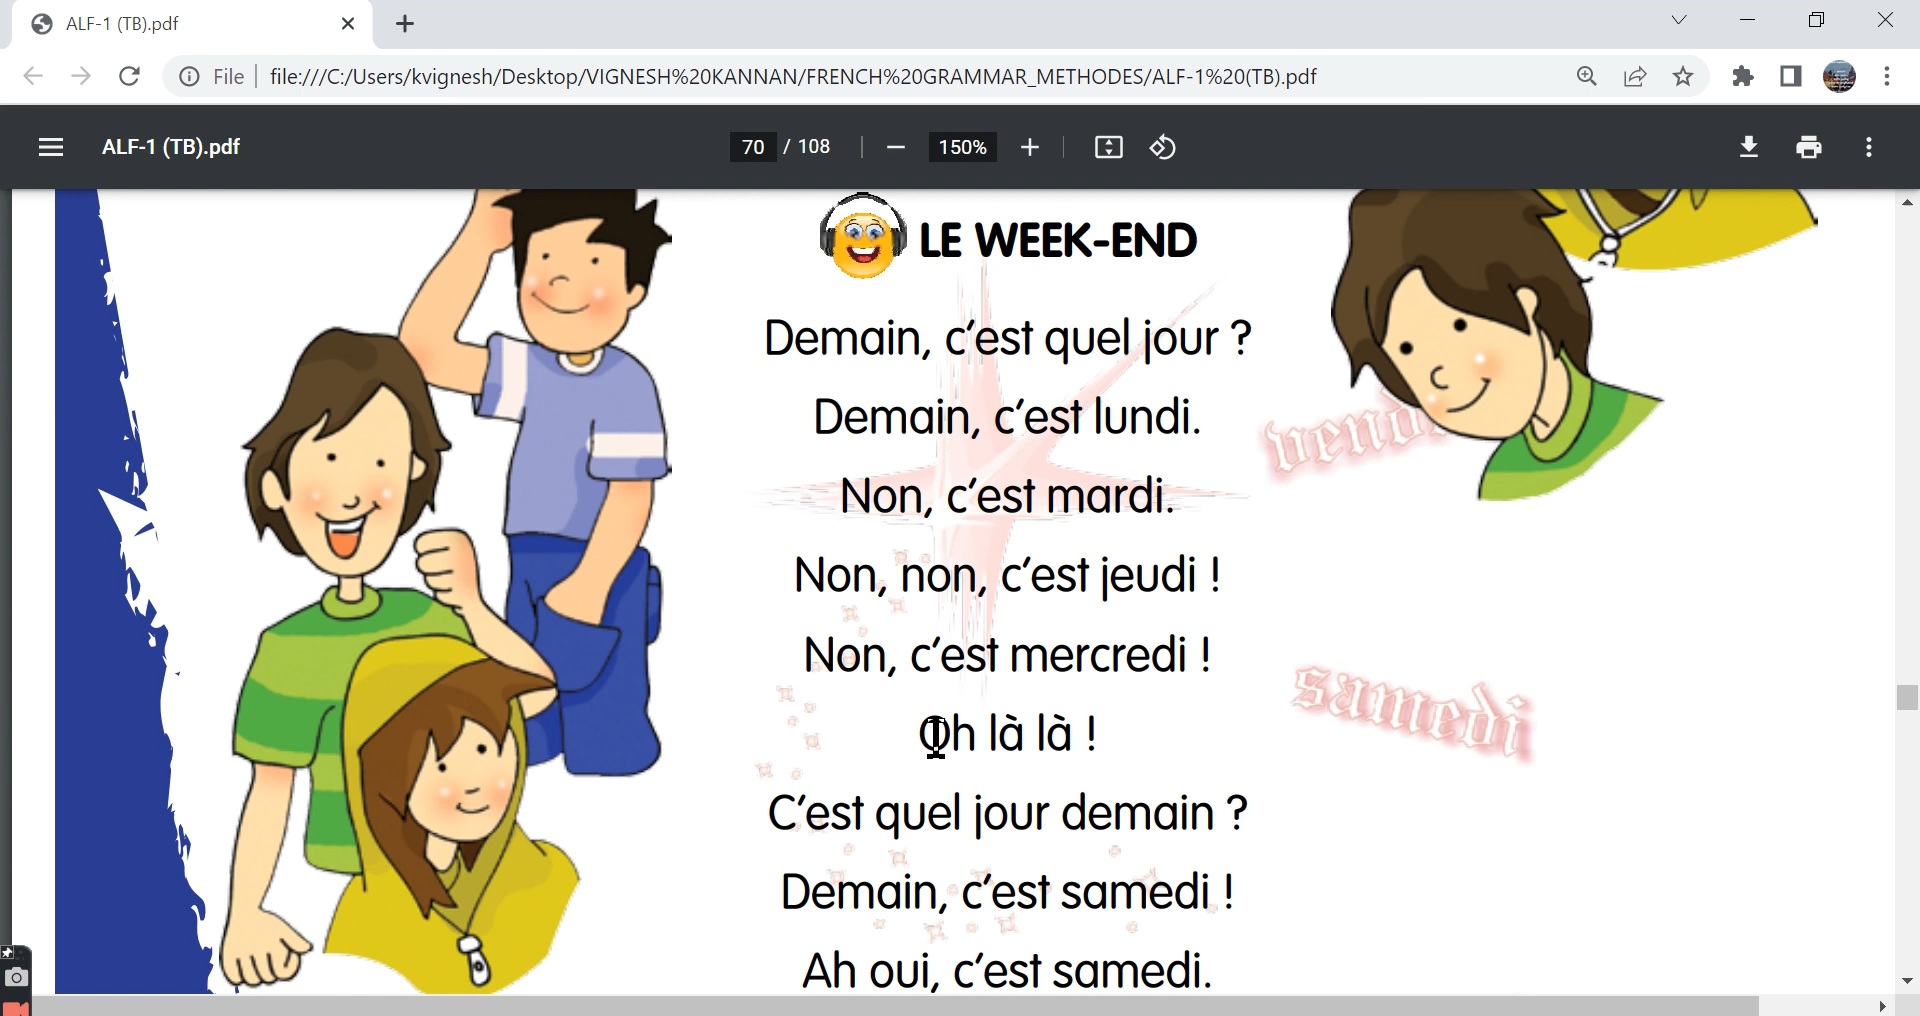 ALF-1 (TB).pdf
File file:///C:/Users/kvignesh/Desktop/VIGNESH%20KANNAN/FRENCH%20GRAMMAR_METHODES/ALF-1%20(TB).pdf
ALF-1 (TB).pdf
70 / 108
150%
LE WEEK-END
Demain, c'est quel jour ?
Demain, c'est lundi.
Non, c'est mardi.
Non, non, c'est jeudi !
Non, c'est mercredi !
Oh là là !
C'est quel jour demain ?
Demain, c'est samedi !
Ah oui, c'est samedi.
vend
samedi